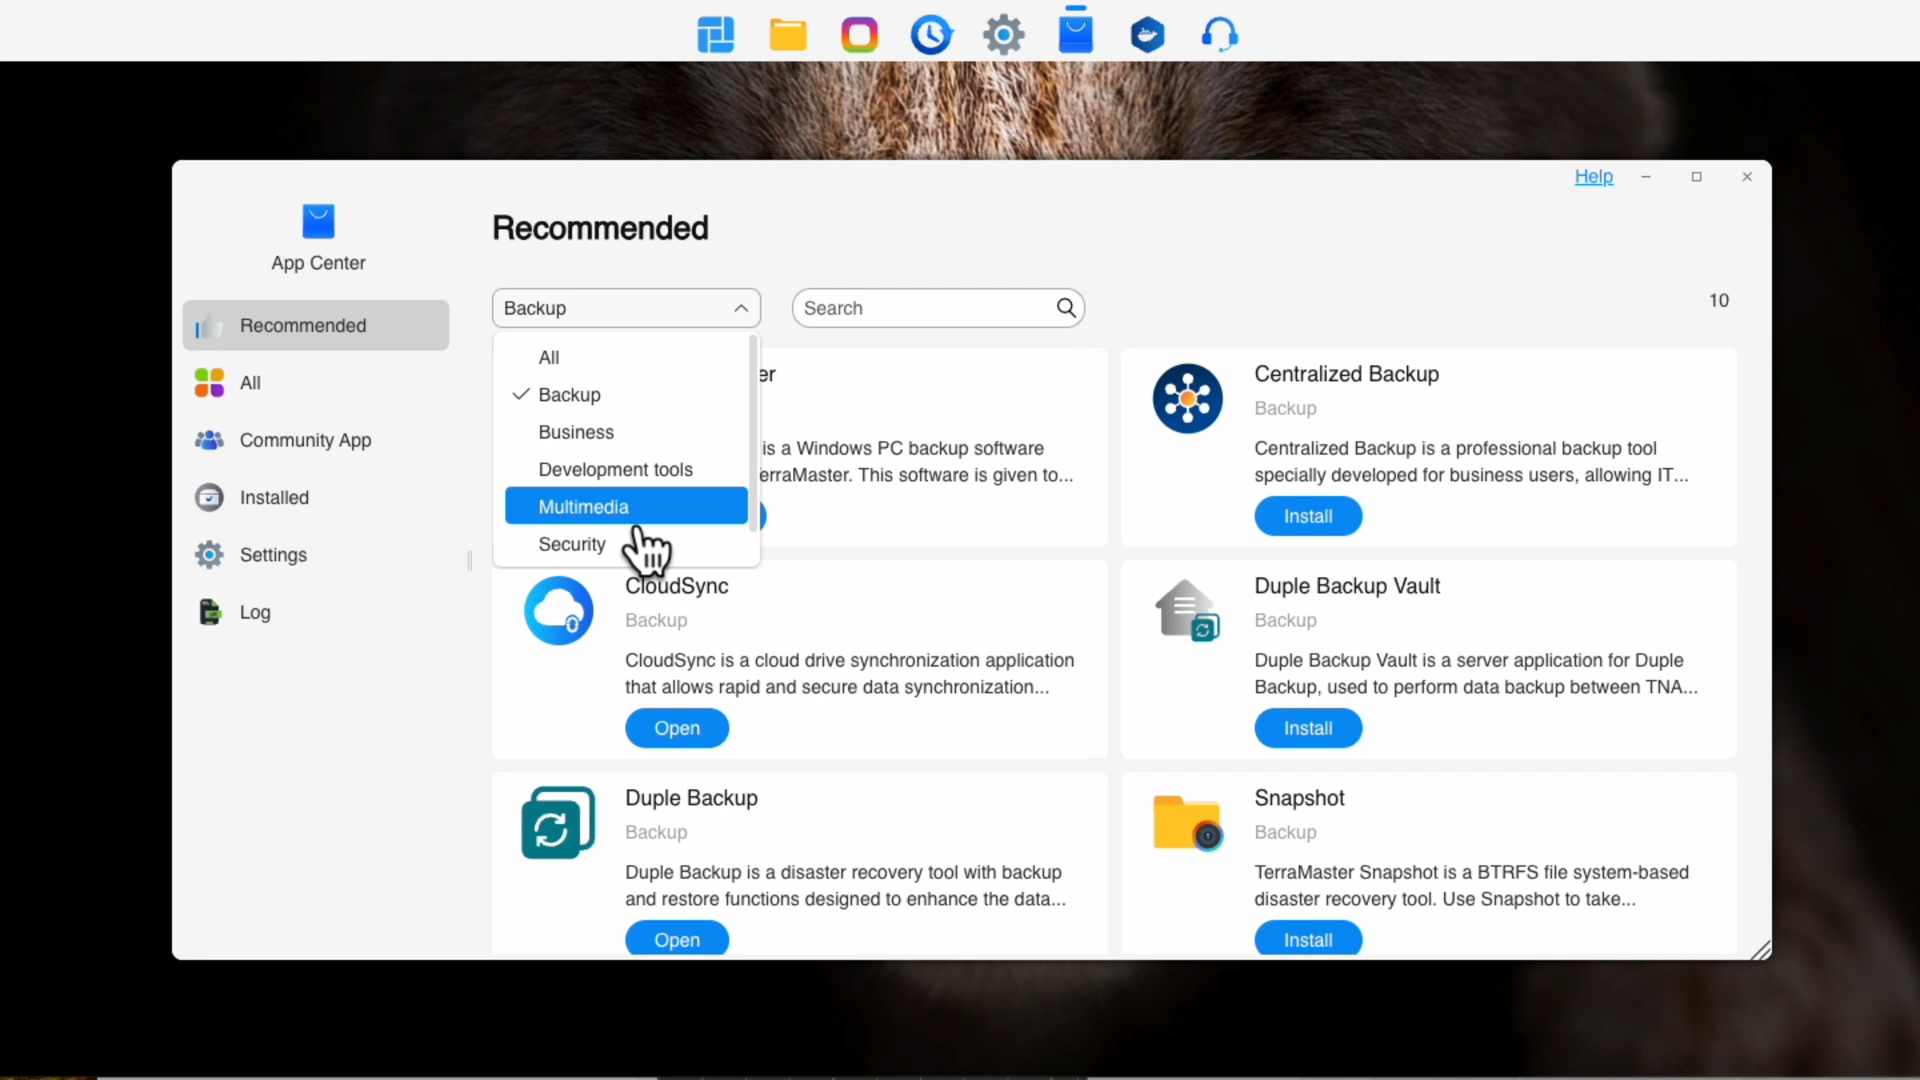 Help
App Center
Recommended
All
Community App
Installed
Settings
Log
Recommended
Backup
Search
10
All
Backup
Business
Development tools
Multimedia
Security
er
is a Windows PC backup software
erraMaster. This software is given to...
Centralized Backup
Backup
Centralized Backup is a professional backup tool
specially developed for business users, allowing IT...
Install
CloudSync
Backup
CloudSync is a cloud drive synchronization application
that allows rapid and secure data synchronization...
Open
Duple Backup Vault
Backup
Duple Backup Vault is a server application for Duple
Backup, used to perform data backup between TNA...
Install
Duple Backup
Backup
Duple Backup is a disaster recovery tool with backup
and restore functions designed to enhance the data...
Open
Snapshot
Backup
TerraMaster Snapshot is a BTRFS file system-based
disaster recovery tool. Use Snapshot to take...
Install